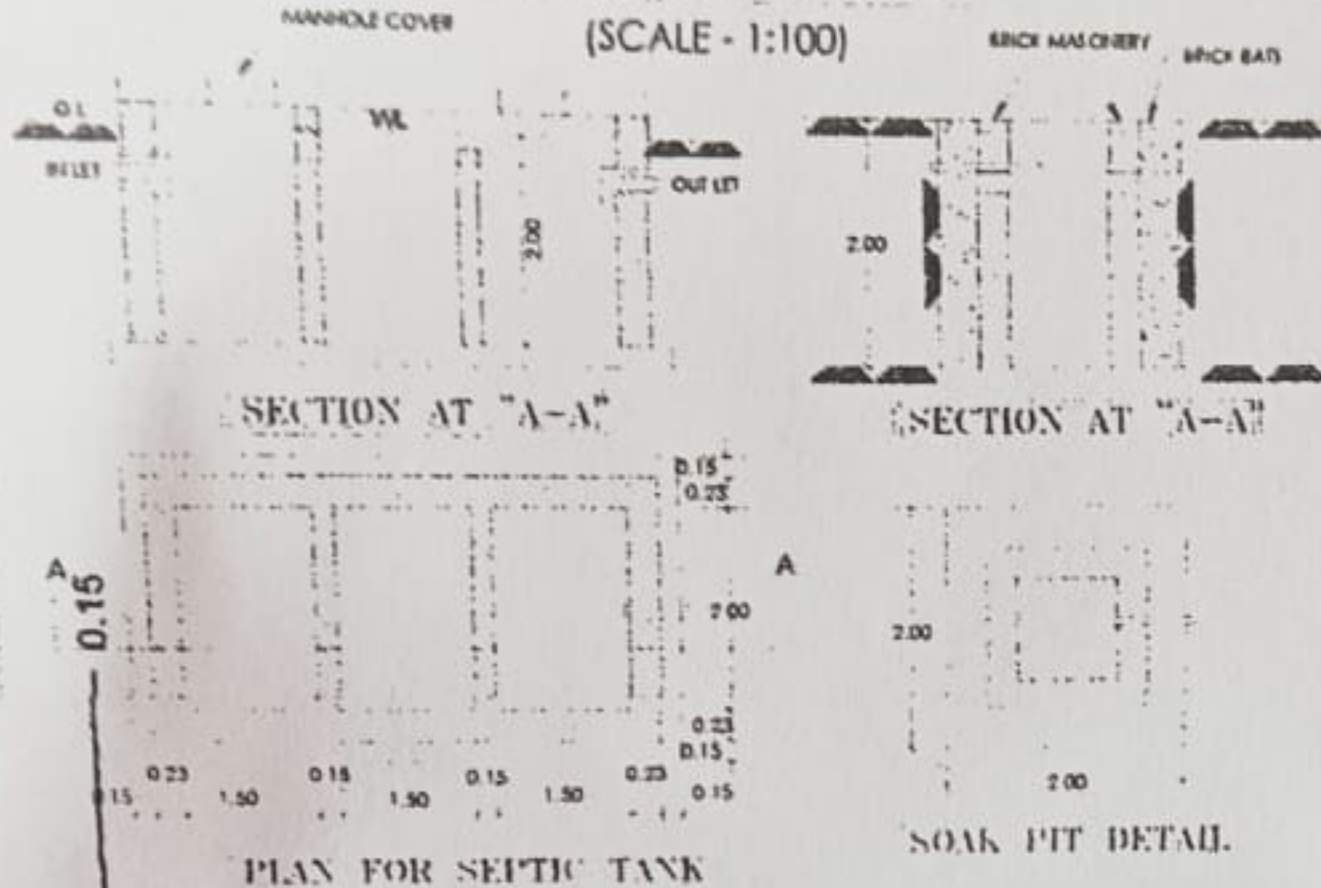 MANHOLE COVER
(SCALE - 1:100)
BRICK MASONERY
BRICK BATS
G L
WL
INLET
OUT LET
2.00
2.00
SECTION AT "A-A"
SECTION AT "A-A"
0.15
0.23
A
0.15
2.00
A
2.00
0.23
0.15
0.23
0.15
0.15
0.23
0.15
15
1.50
1.50
1.50
2.00
PLAN FOR SEPTIC TANK
SOAK PIT DETAIL